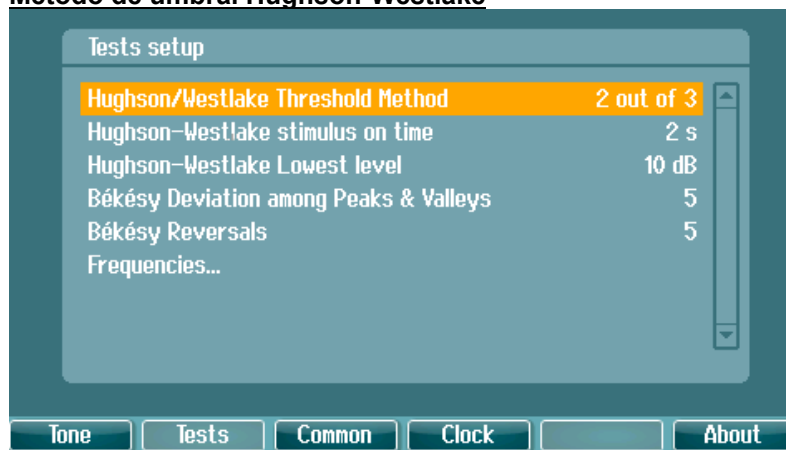 Método de umbral Hughson-Westlake
Tests setup
Hughson/Westlake Threshold Method 2 out of 3
Hughson-Westlake stimulus on time 2 s
Hughson-Westlake Lowest level 10 dB
Békésy Deviation among Peaks & Valleys 5
Békésy Reversals 5
Frequencies...
Tone Tests Common Clock About